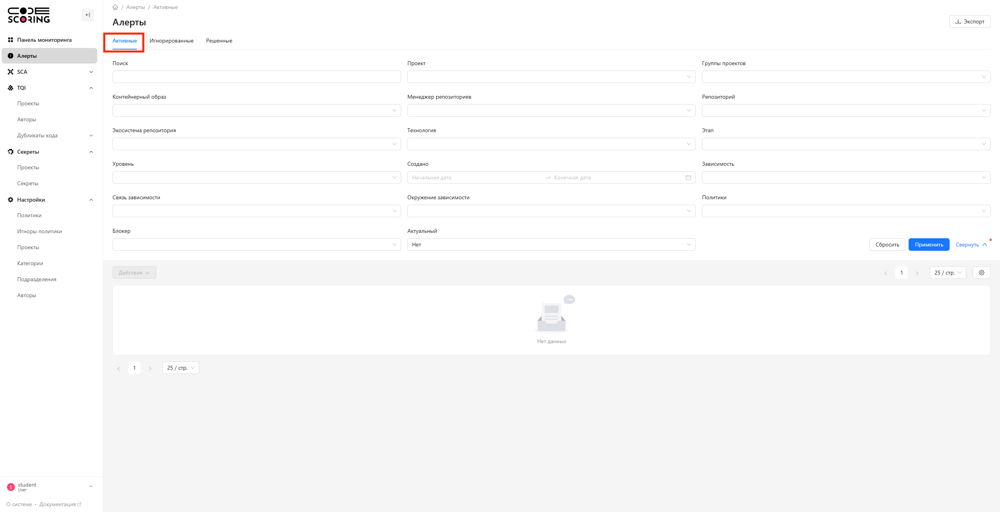 CODE
SCORING
Панель мониторинга
Алерты
SCA
TQI
Проекты
Авторы
Дубликаты кода
Секреты
Проекты
Секреты
Настройки
Политики
Игноры политики
Проекты
Категории
Подразделения
Авторы
S student
User
...
О системе · Документация
/ Алерты / Активные
Алерты
Экспорт
Активные Игнорированные Решенные
Поиск Проект Группы проектов
Контейнерный образ Менеджер репозиториев Репозиторий
Экосистема репозитория Технология Этап
Уровень Создано Зависимость
Начальная дата Конечная дата
Связь зависимости Окружение зависимости Политики
Блокер Актуальный
Нет Сбросить Применить Свернуть
Действия < 1 > 25 / стр.
Нет данных
< 1 > 25 / стр.